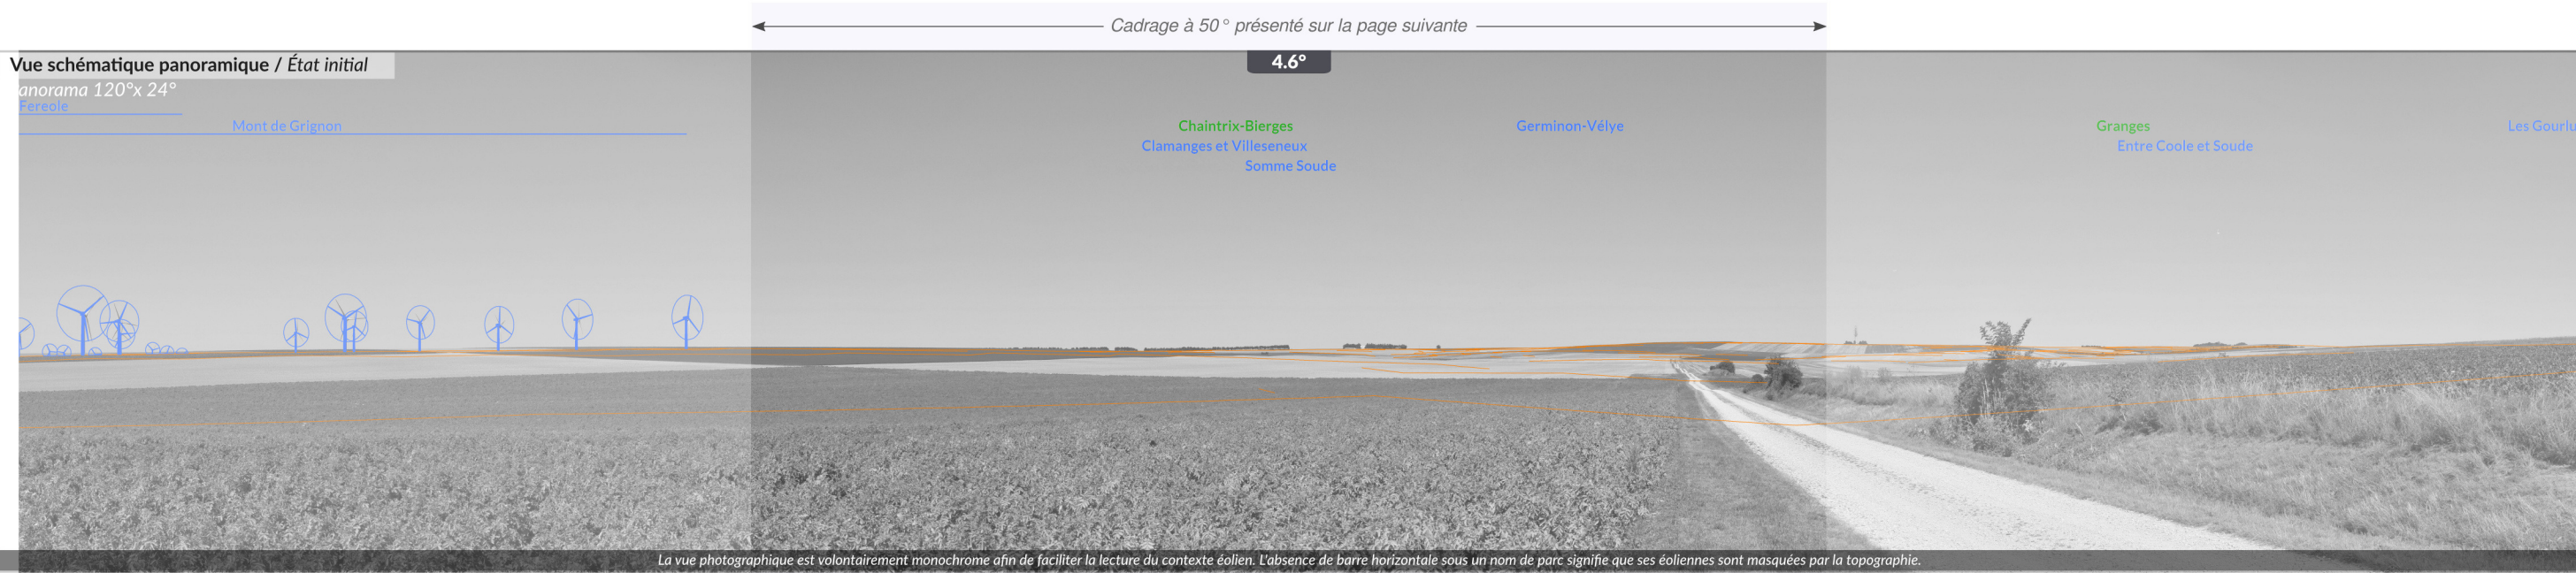 Cadrage à 50° présenté sur la page suivante
Vue schématique panoramique / État initial
4.6°
anorama 120°x 24°
Fereole
Mont de Grignon
Chaintrix-Bierges
Germinon-Vélye
Granges
Les Gourlu
Clamanges et Villeseneux
Entre Coole et Soude
Somme Soude
La vue photographique est volontairement monochrome afin de faciliter la lecture du contexte éolien. L'absence de barre horizontale sous un nom de parc signifie que ses éoliennes sont masquées par la topographie.